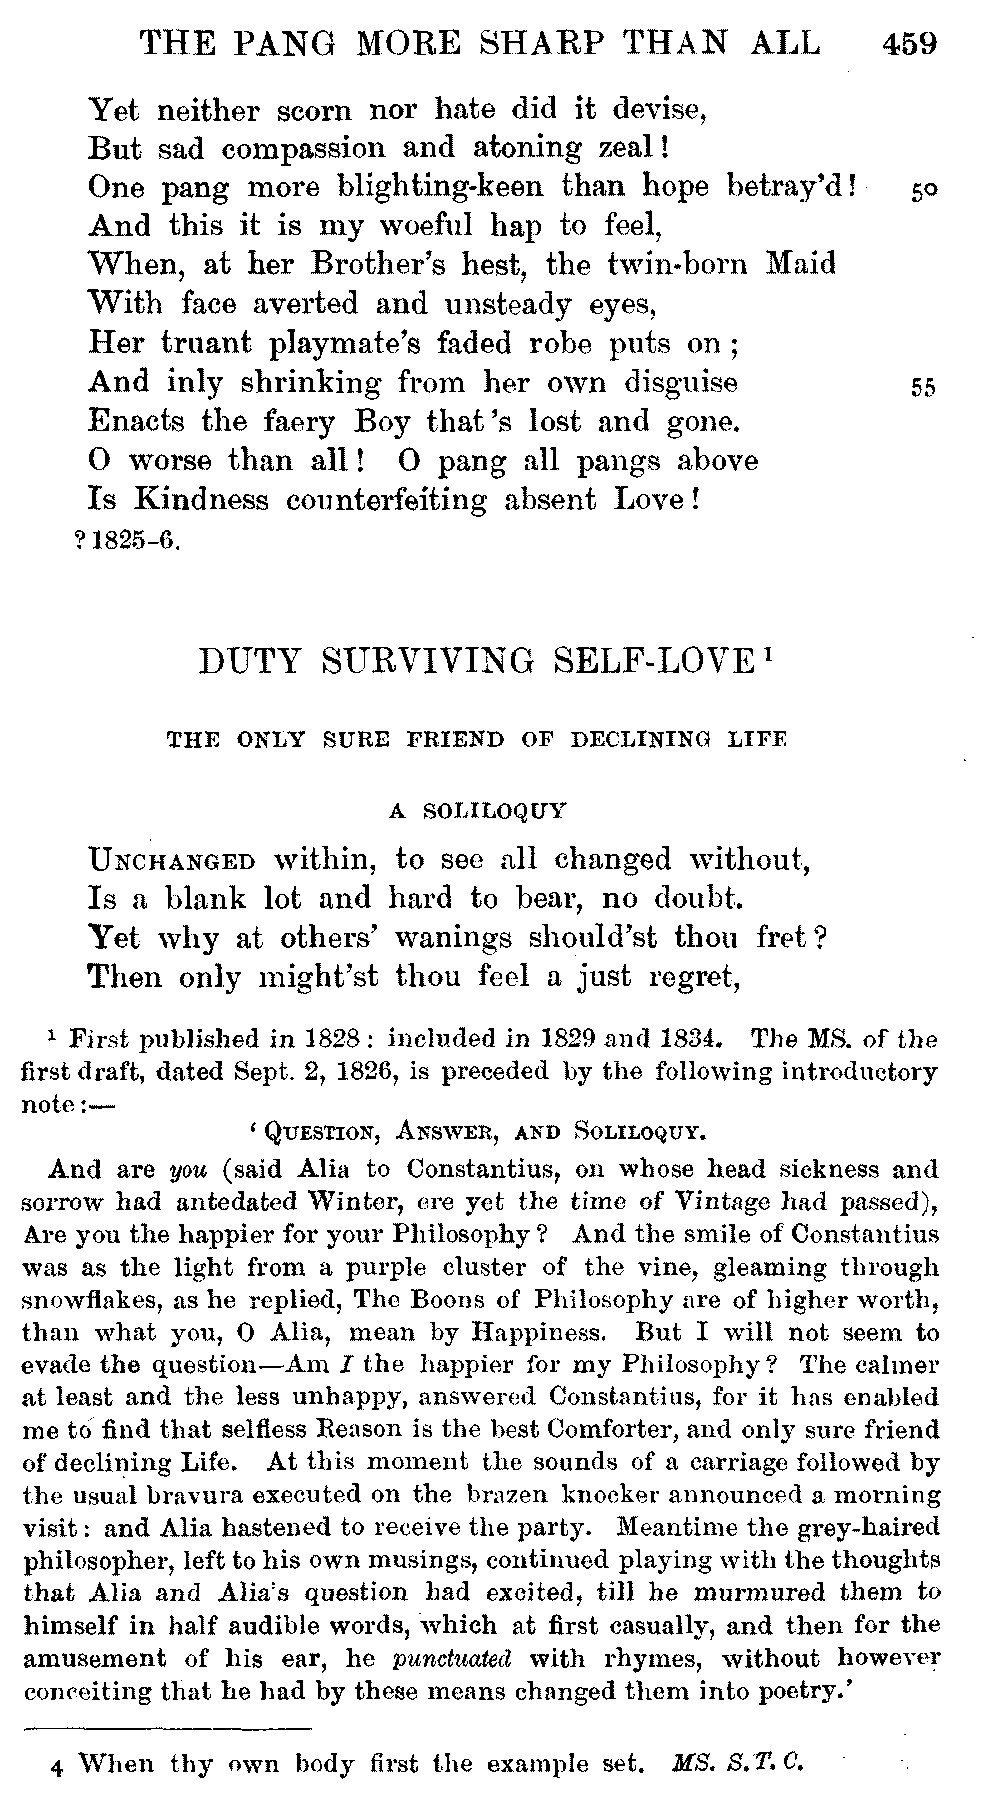 THE PANG MORE SHARP THAN ALL 459
Yet neither scorn nor hate did it devise,
But sad compassion and atoning zeal!
One pang more blighting-keen than hope betray'd! 50
And this it is my woeful hap to feel,
When, at her Brother's hest, the twin-born Maid
With face averted and unsteady eyes,
Her truant playmate's faded robe puts on;
And inly shrinking from her own disguise 55
Enacts the faery Boy that's lost and gone.
O worse than all! O pang all pangs above
Is Kindness counterfeiting absent Love!
? 1825-6.
DUTY SURVIVING SELF-LOVE ¹
THE ONLY SURE FRIEND OF DECLINING LIFE
A SOLILOQUY
UNCHANGED within, to see all changed without,
Is a blank lot and hard to bear, no doubt.
Yet why at others' wanings should'st thou fret?
Then only might'st thou feel a just regret,
¹ First published in 1828: included in 1829 and 1834. The MS. of the
first draft, dated Sept. 2, 1826, is preceded by the following introductory
note:—
'QUESTION, ANSWER, AND SOLILOQUY.
And are you (said Alia to Constantius, on whose head sickness and
sorrow had antedated Winter, ere yet the time of Vintage had passed),
Are you the happier for your Philosophy? And the smile of Constantius
was as the light from a purple cluster of the vine, gleaming through
snowflakes, as he replied, The Boons of Philosophy are of higher worth,
than what you, O Alia, mean by Happiness. But I will not seem to
evade the question—Am I the happier for my Philosophy? The calmer
at least and the less unhappy, answered Constantius, for it has enabled
me to find that selfless Reason is the best Comforter, and only sure friend
of declining Life. At this moment the sounds of a carriage followed by
the usual bravura executed on the brazen knocker announced a morning
visit: and Alia hastened to receive the party. Meantime the grey-haired
philosopher, left to his own musings, continued playing with the thoughts
that Alia and Alia's question had excited, till he murmured them to
himself in half audible words, which at first casually, and then for the
amusement of his ear, he punctuated with rhymes, without however
conceiting that he had by these means changed them into poetry.'
4 When thy own body first the example set. MS. S. T. C.